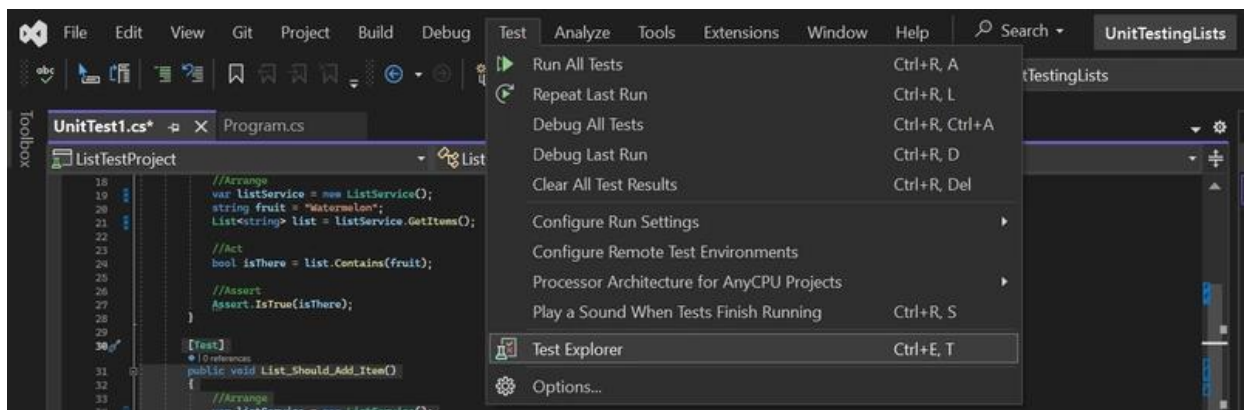 File Edit View Git Project Build Debug Test Analyze Tools Extensions Window Help Search UnitTestingLists
abc
Run All Tests Ctrl+R, A
tTestingLists
Repeat Last Run Ctrl+R, L
Debug All Tests Ctrl+R, Ctrl+A
Debug Last Run Ctrl+R, D
Clear All Test Results Ctrl+R, Del
Configure Run Settings
Configure Remote Test Environments
Processor Architecture for AnyCPU Projects
Play a Sound When Tests Finish Running Ctrl+R, S
Test Explorer Ctrl+E, T
Options...
Toolbox
UnitTest1.cs* Program.cs
ListTestProject List
18 //Arrange
19 var listService = new ListService();
20 string fruit = "Watermelon";
21 List<string> list = listService.GetItems();
22
23 //Act
24 bool isThere = list.Contains(fruit);
25
26 //Assert
27 Assert.IsTrue(isThere);
28 }
29
30 [Test]
0 references
31 public void List_Should_Add_Item()
32 {
33 //Arrange